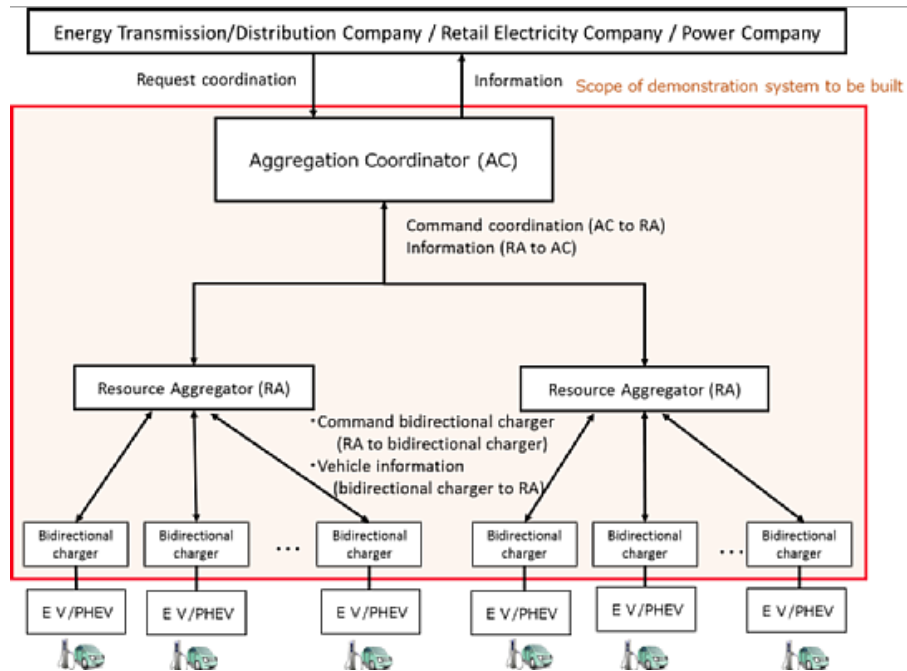 Energy Transmission/Distribution Company / Retail Electricity Company / Power Company
Request coordination
Information
Scope of demonstration system to be built
Aggregation Coordinator (AC)
Command coordination (AC to RA)
Information (RA to AC)
Resource Aggregator (RA)
Resource Aggregator (RA)
・Command bidirectional charger
(RA to bidirectional charger)
・Vehicle information
(bidirectional charger to RA)
Bidirectional
charger
Bidirectional
charger
...
Bidirectional
charger
Bidirectional
charger
Bidirectional
charger
...
Bidirectional
charger
E V/PHEV
E V/PHEV
E V/PHEV
E V/PHEV
E V/PHEV
E V/PHEV